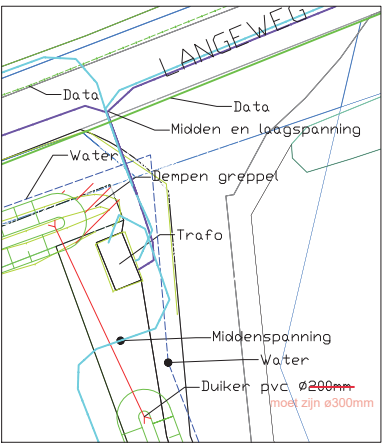 LANGEWEG
Data
Data
Midden en laagspanning
Water
Dempen greppel
Trafo
Middenspanning
Water
Duiker pvc ø200mm
moet zijn ø300mm